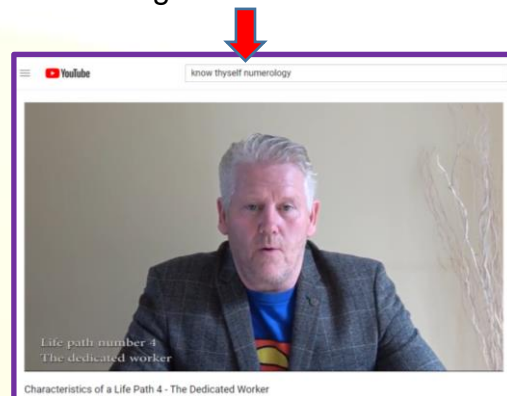 YouTube
know thyself numerology
Life path number 4
The dedicated worker
Characteristics of a Life Path 4 - The Dedicated Worker